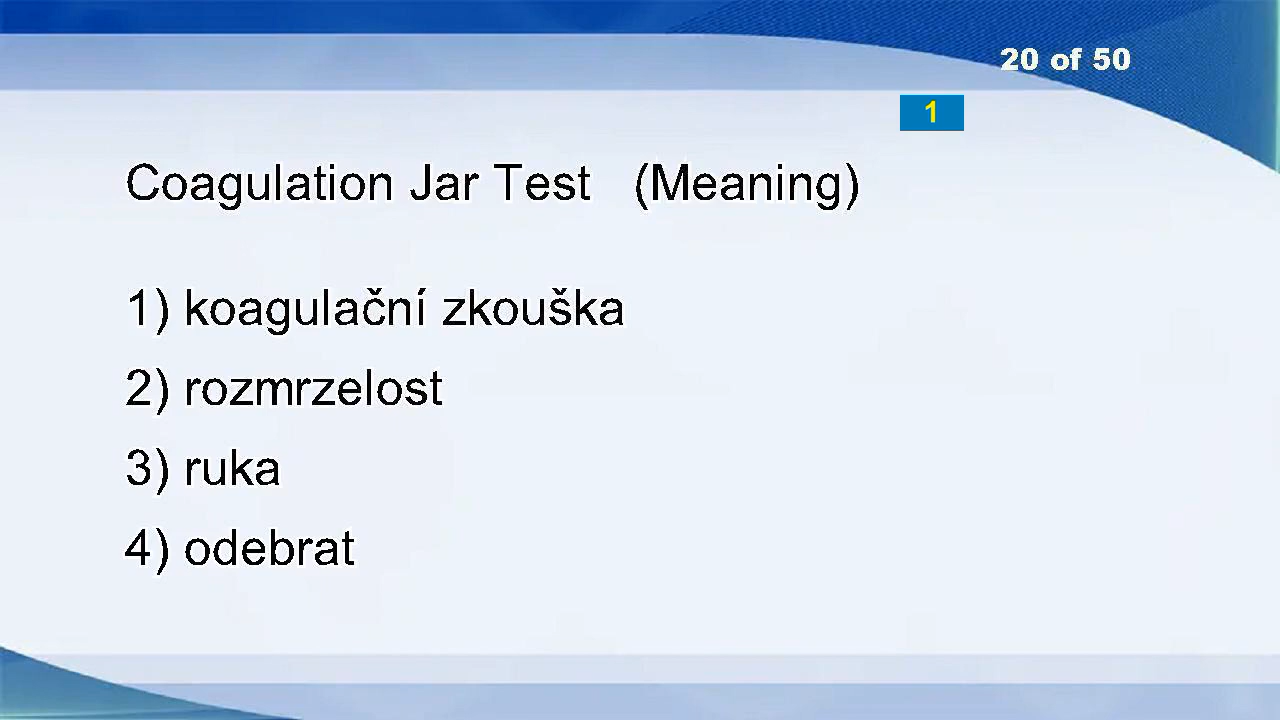 20 of 50
1
Coagulation Jar Test (Meaning)
1) koagulační zkouška
2) rozmrzelost
3) ruka
4) odebrat